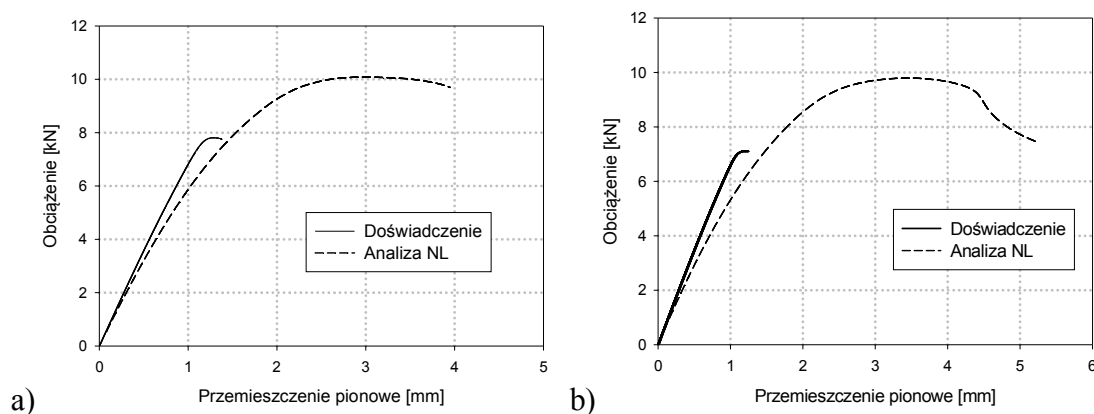 12
10
8
6
4
2
0
Obciążenie [kN]
Doświadczenie
Analiza NL
0 1 2 3 4 5
Przemieszczenie pionowe [mm]
a)
12
10
8
6
4
2
0
Obciążenie [kN]
Doświadczenie
Analiza NL
0 1 2 3 4 5 6
Przemieszczenie pionowe [mm]
b)